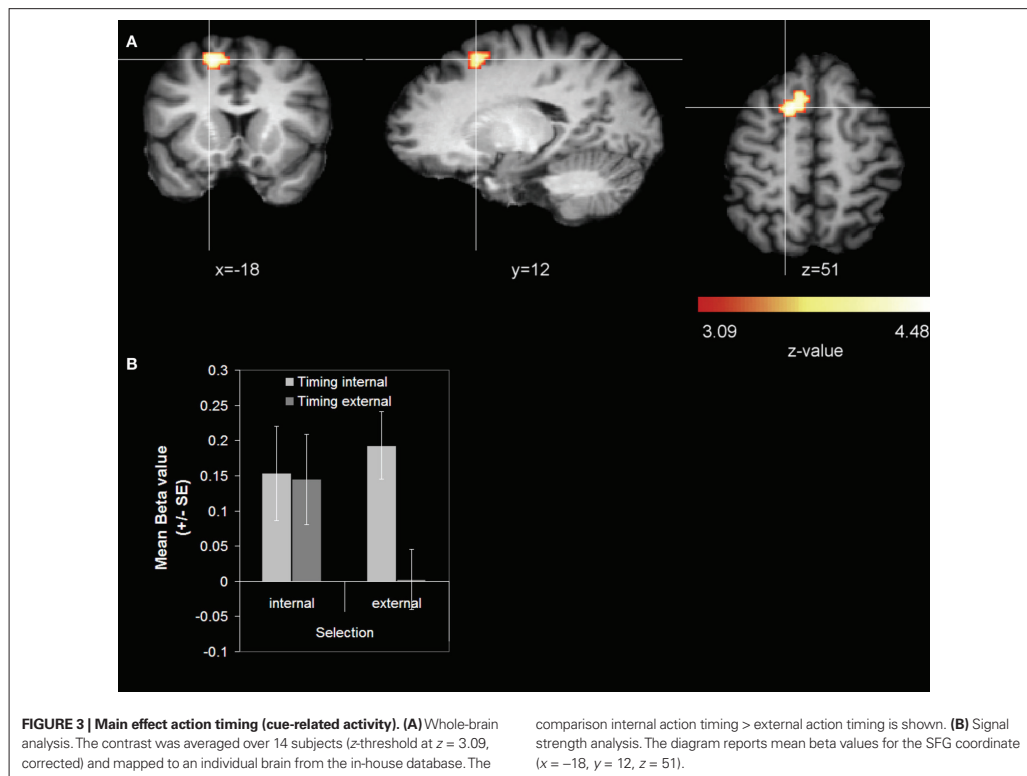 A
x=-18
y=12
z=51
3.09
4.48
z-value
B
0.3
0.25
0.2
0.15
0.1
0.05
0
-0.05
-0.1
Mean Beta value
(+/- SE)
Timing internal
Timing external
internal
external
Selection
FIGURE 3 | Main effect action timing (cue-related activity). (A) Whole-brain
analysis. The contrast was averaged over 14 subjects (z-threshold at z = 3.09,
corrected) and mapped to an individual brain from the in-house database. The
comparison internal action timing > external action timing is shown. (B) Signal
strength analysis. The diagram reports mean beta values for the SFG coordinate
(x = −18, y = 12, z = 51).